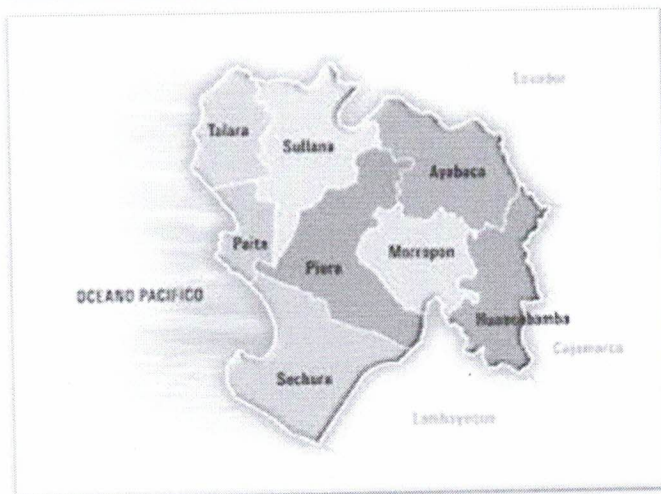 Ecuador
Talara
Sullana
Ayabaca
Paita
Piura
Morropon
OCEANO PACIFICO
Huancabamba
Cajamarca
Sechura
Lambayeque